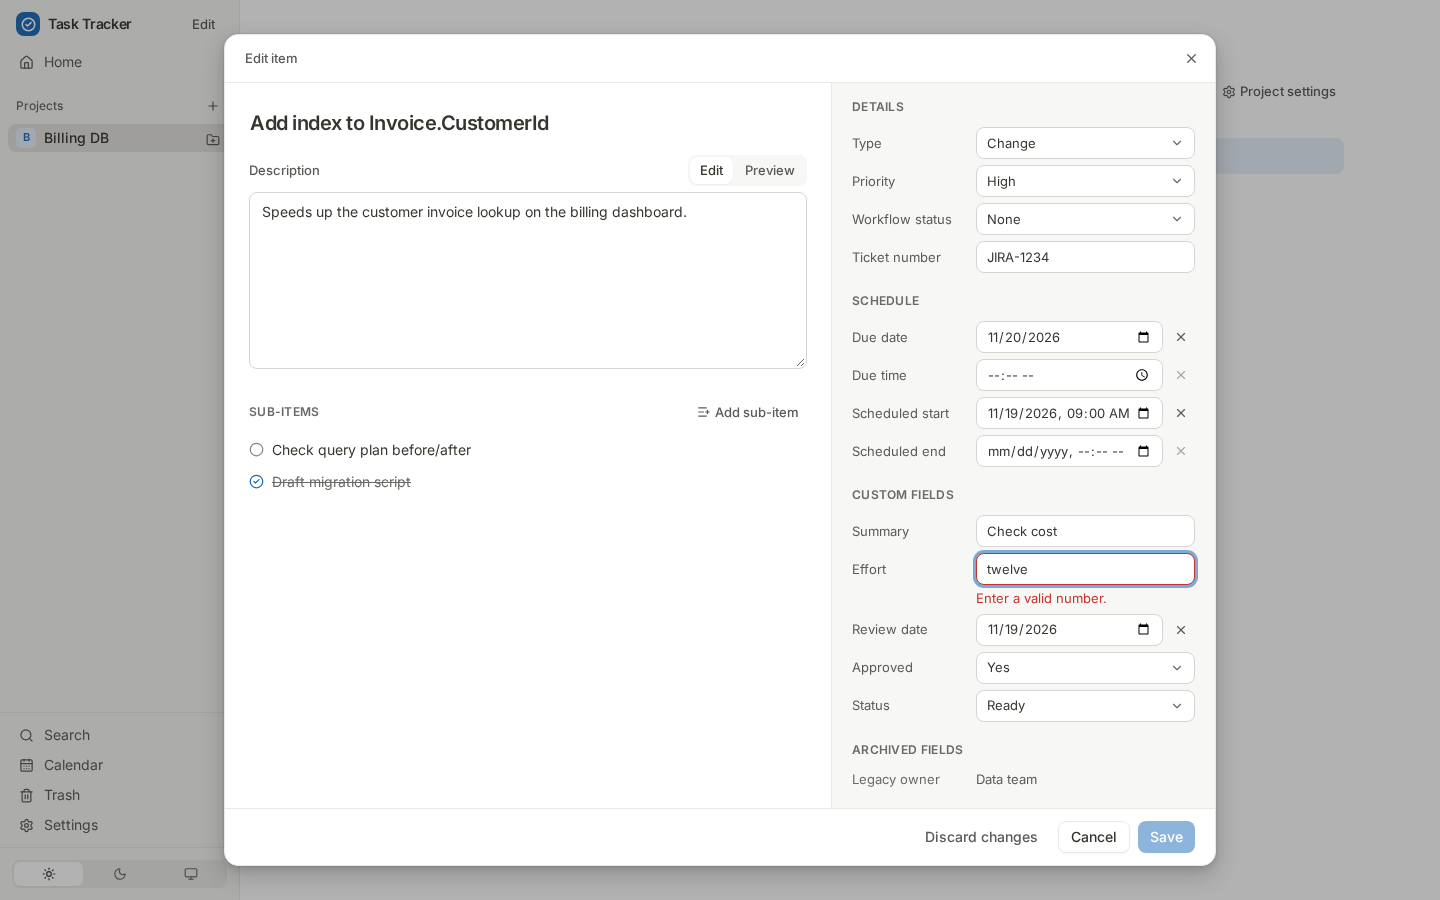 Task Tracker
Edit
Home
Projects
B Billing DB
Search
Calendar
Trash
Settings
Project settings
Edit item
Add index to Invoice.CustomerId
Description
Edit Preview
Speeds up the customer invoice lookup on the billing dashboard.
SUB-ITEMS
Add sub-item
Check query plan before/after
Draft migration script
DETAILS
Type Change
Priority High
Workflow status None
Ticket number JIRA-1234
SCHEDULE
Due date 11/20/2026
Due time --:-- --
Scheduled start 11/19/2026, 09:00 AM
Scheduled end mm/dd/yyyy, --:-- --
CUSTOM FIELDS
Summary Check cost
Effort twelve
Enter a valid number.
Review date 11/19/2026
Approved Yes
Status Ready
ARCHIVED FIELDS
Legacy owner Data team
Discard changes Cancel Save